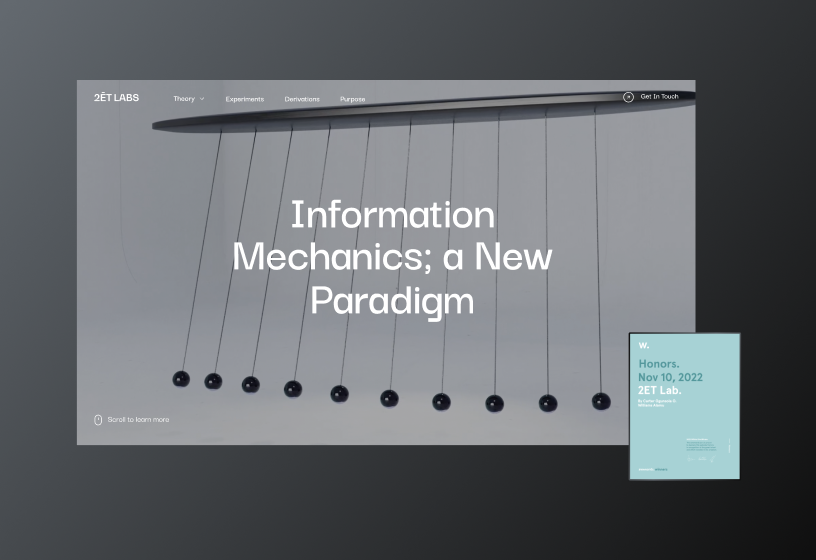 2ĒT LABS
Theory
Experiments
Derivations
Purpose
Get In Touch
Information
Mechanics; a New
Paradigm
Scroll to learn more
w.
Honors.
Nov 10, 2022
2ET Lab.